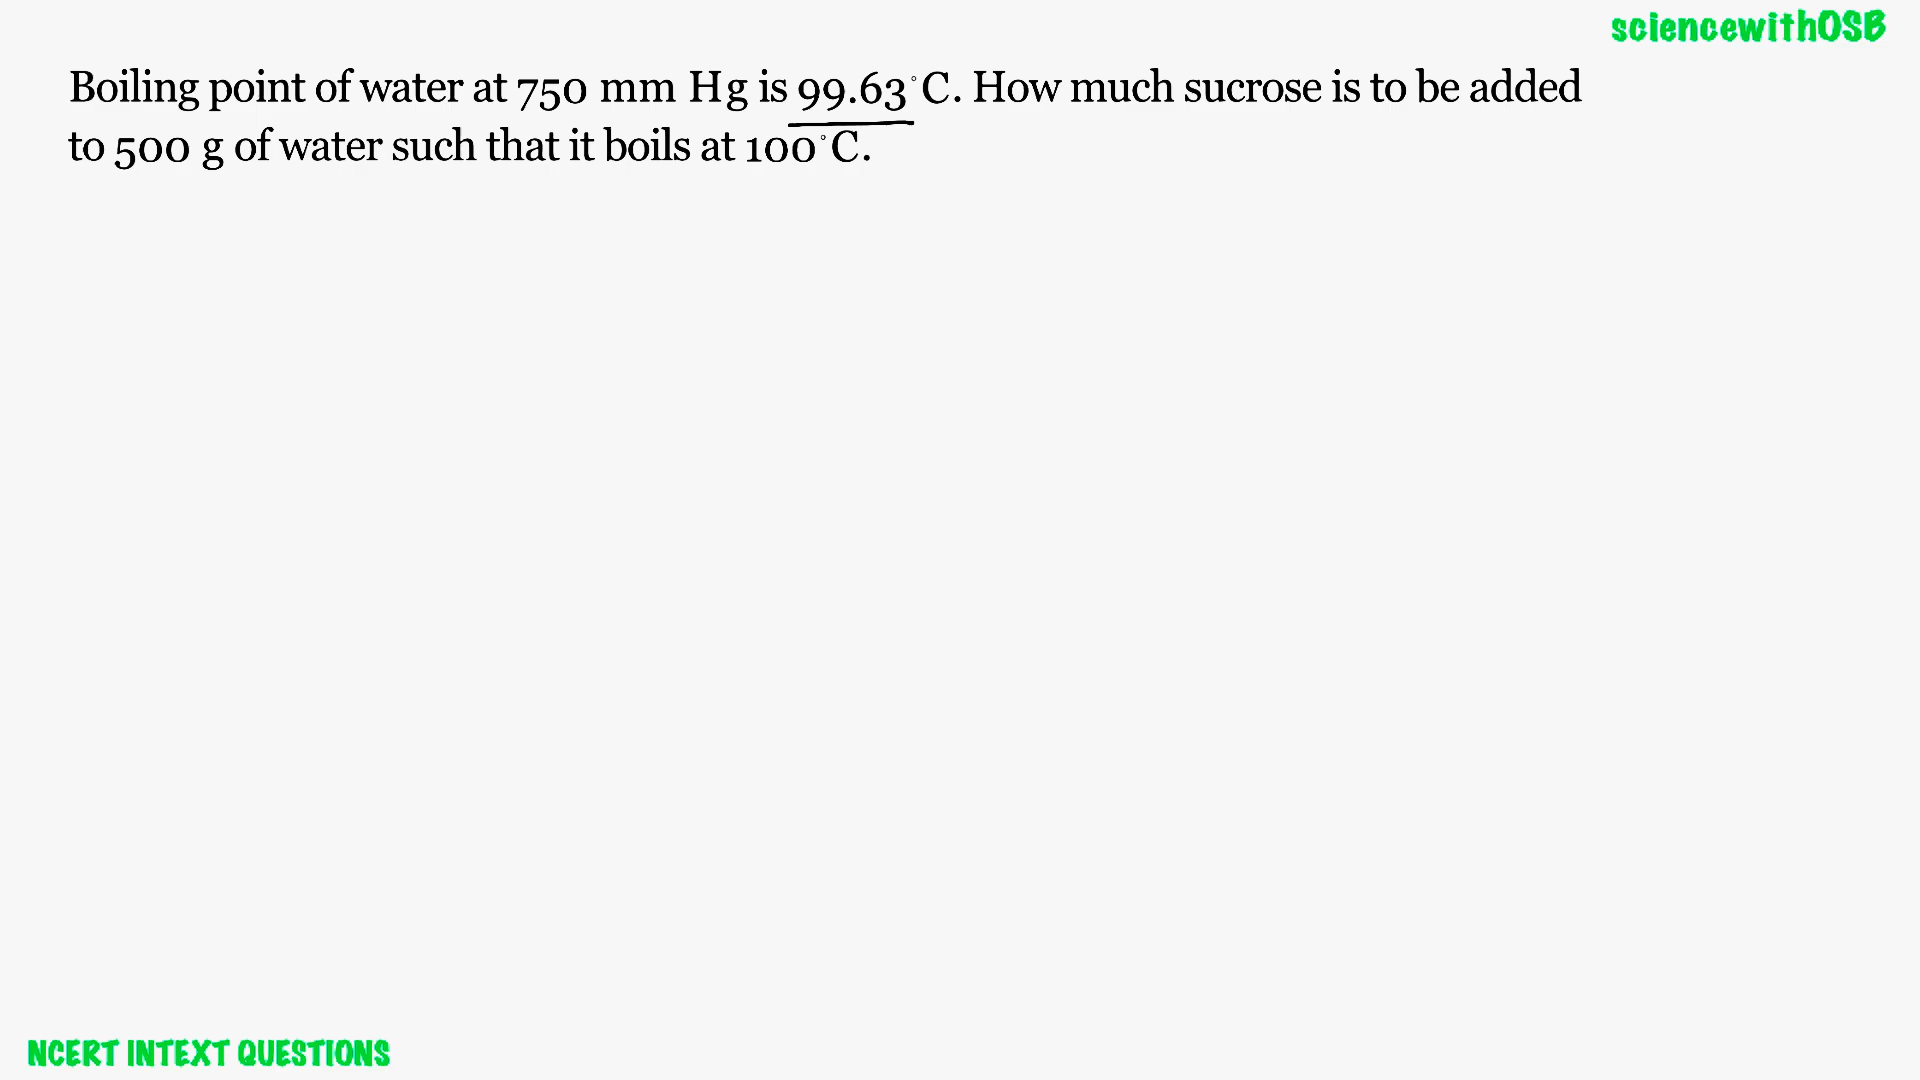 sciencewithOSB
Boiling point of water at 750 mm Hg is 99.63°C. How much sucrose is to be added
to 500 g of water such that it boils at 100°C.
NCERT INTEXT QUESTIONS